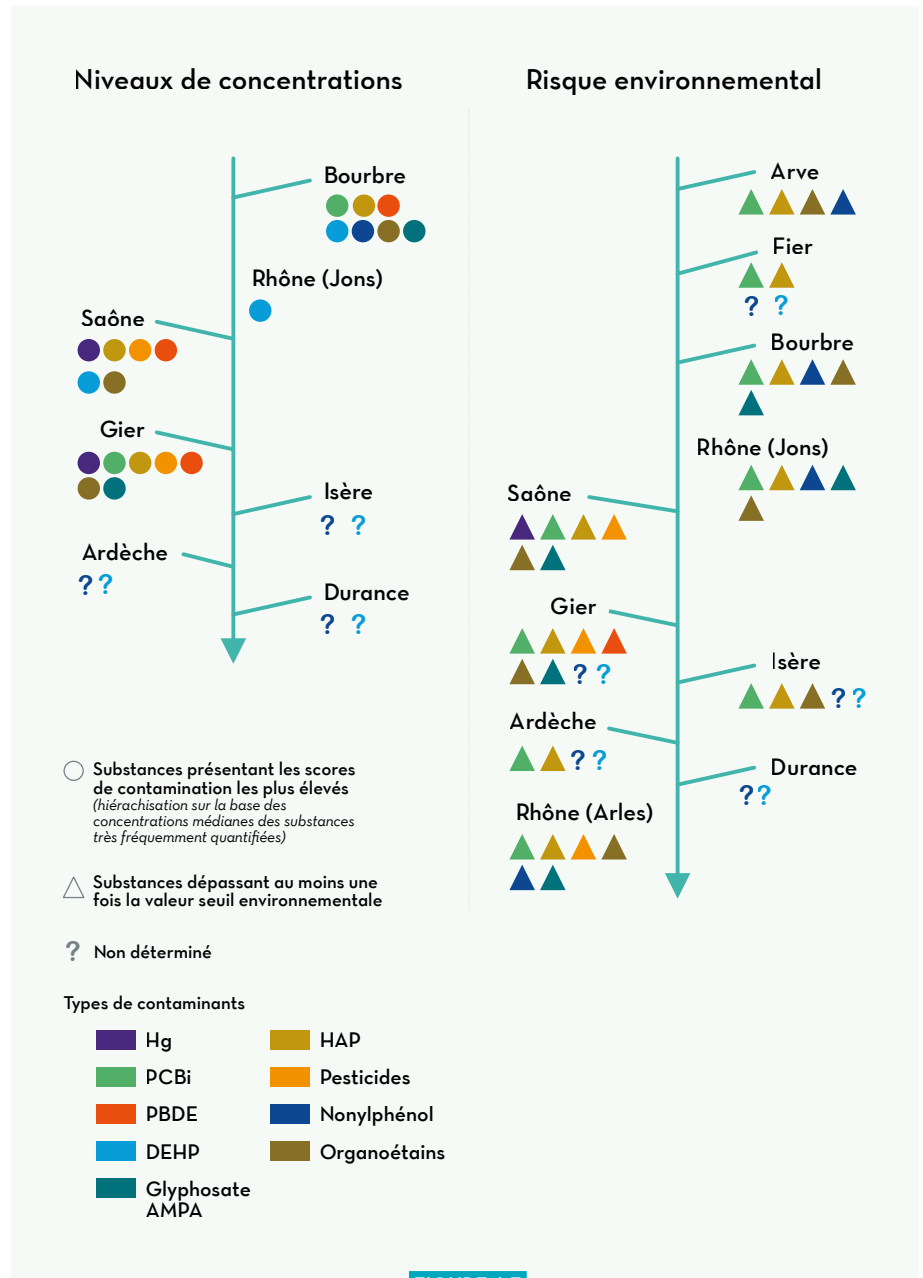 Niveaux de concentrations
Bourbre
Rhône (Jons)
Saône
Gier
Isère
? ?
Ardèche
? ?
Durance
? ?
Substances présentant les scores
de contamination les plus élevés
(hiérachisation sur la base des
concentrations médianes des substances
très fréquemment quantifiées)
Substances dépassant au moins une
fois la valeur seuil environnementale
? Non déterminé
Types de contaminants
Hg
HAP
PCBi
Pesticides
PBDE
Nonylphénol
DEHP
Organoétains
Glyphosate
AMPA
Risque environnemental
Arve
Fier
? ?
Bourbre
Rhône (Jons)
Saône
Gier
? ?
Isère
? ?
Ardèche
? ?
Durance
? ?
Rhône (Arles)